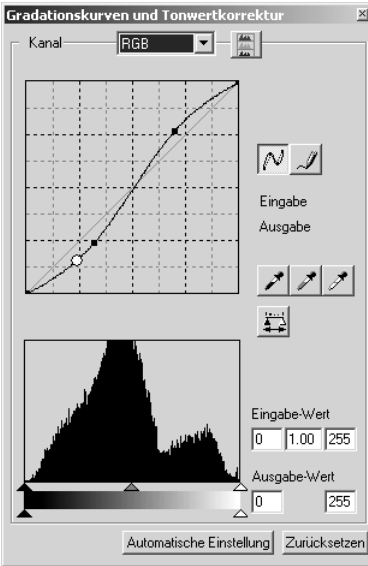 Gradationskurven und Tonwertkorrektur
Kanal RGB
Eingabe
Ausgabe
Eingabe-Wert
0 1.00 255
Ausgabe-Wert
0 255
Automatische Einstellung Zurücksetzen